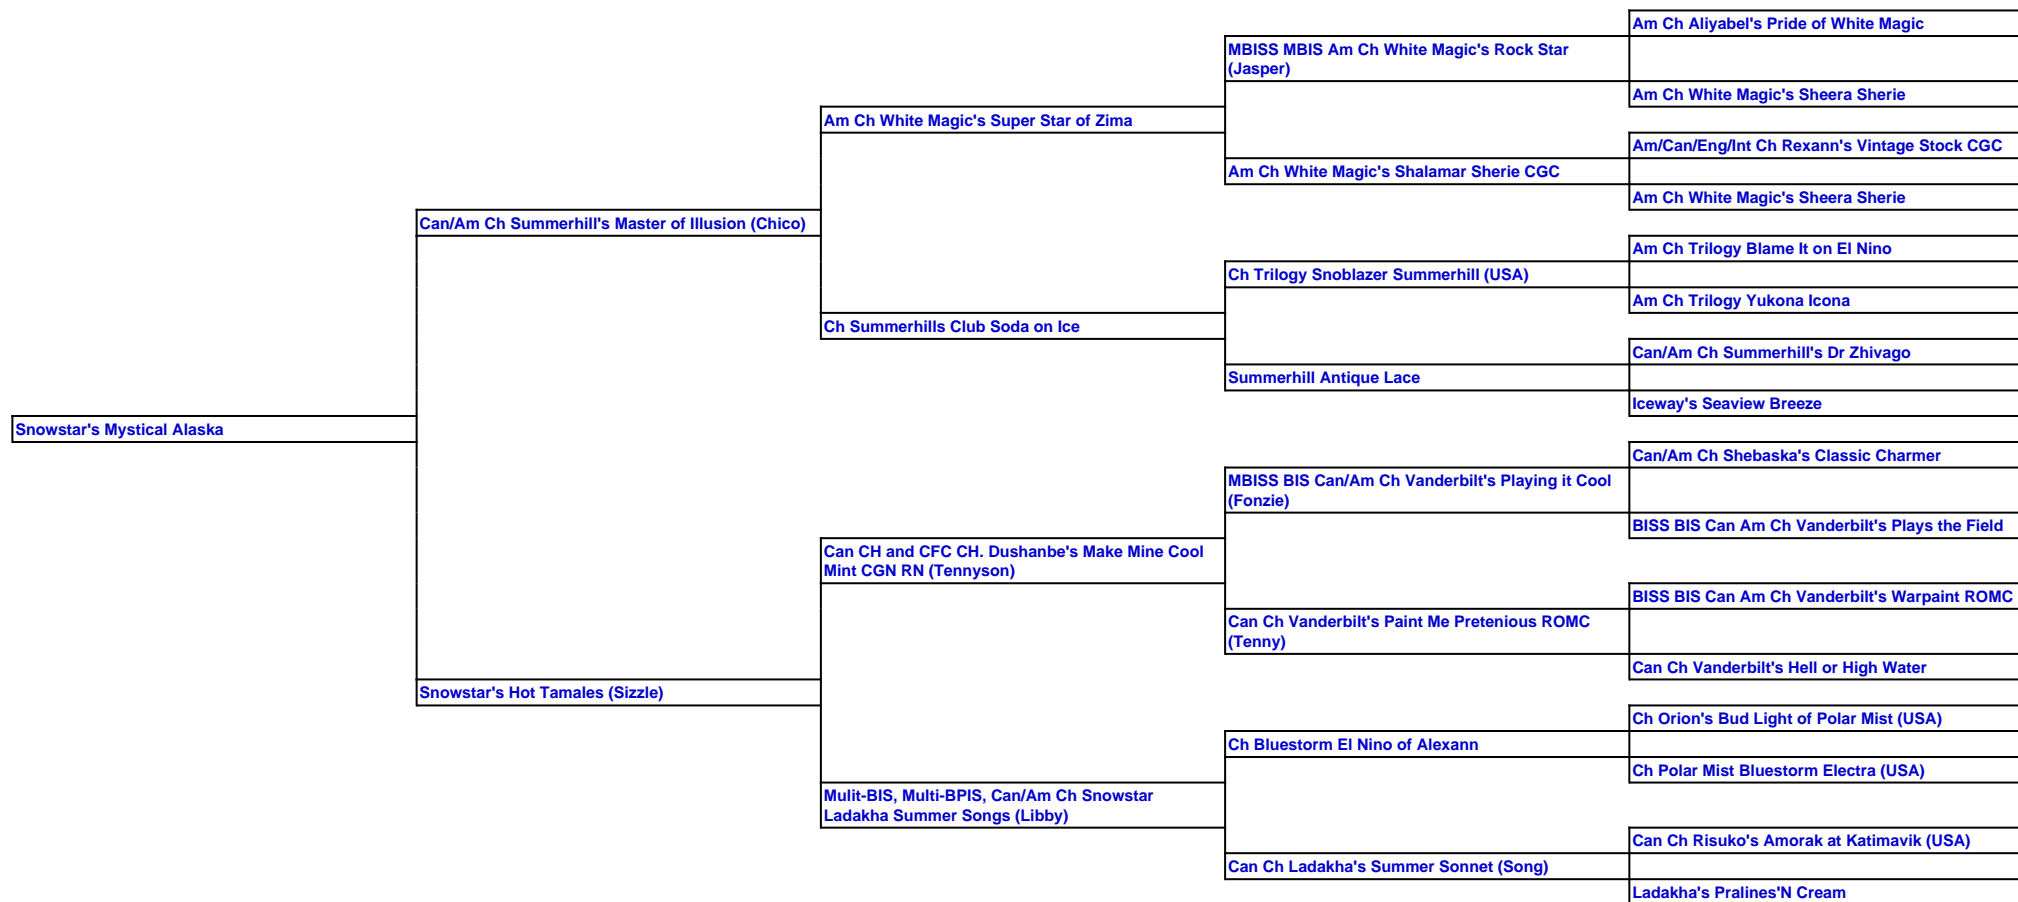 Am Ch Aliyabel's Pride of White Magic
MBISS MBIS Am Ch White Magic's Rock Star
(Jasper)
Am Ch White Magic's Sheera Sherie
Am Ch White Magic's Super Star of Zima
Am/Can/Eng/Int Ch Rexann's Vintage Stock CGC
Am Ch White Magic's Shalamar Sherie CGC
Am Ch White Magic's Sheera Sherie
Can/Am Ch Summerhill's Master of Illusion (Chico)
Am Ch Trilogy Blame It on El Nino
Ch Trilogy Snoblazer Summerhill (USA)
Am Ch Trilogy Yukona Icona
Ch Summerhills Club Soda on Ice
Can/Am Ch Summerhill's Dr Zhivago
Summerhill Antique Lace
Iceway's Seaview Breeze
Snowstar's Mystical Alaska
Can/Am Ch Shebaska's Classic Charmer
MBISS BIS Can/Am Ch Vanderbilt's Playing it Cool
(Fonzie)
BISS BIS Can Am Ch Vanderbilt's Plays the Field
Can CH and CFC CH. Dushanbe's Make Mine Cool
Mint CGN RN (Tennyson)
BISS BIS Can Am Ch Vanderbilt's Warpaint ROMC
Can Ch Vanderbilt's Paint Me Pretenious ROMC
(Tenny)
Can Ch Vanderbilt's Hell or High Water
Snowstar's Hot Tamales (Sizzle)
Ch Orion's Bud Light of Polar Mist (USA)
Ch Bluestorm El Nino of Alexann
Ch Polar Mist Bluestorm Electra (USA)
Mulit-BIS, Multi-BPIS, Can/Am Ch Snowstar
Ladakha Summer Songs (Libby)
Can Ch Risuko's Amorak at Katimavik (USA)
Can Ch Ladakha's Summer Sonnet (Song)
Ladakha's Pralines'N Cream